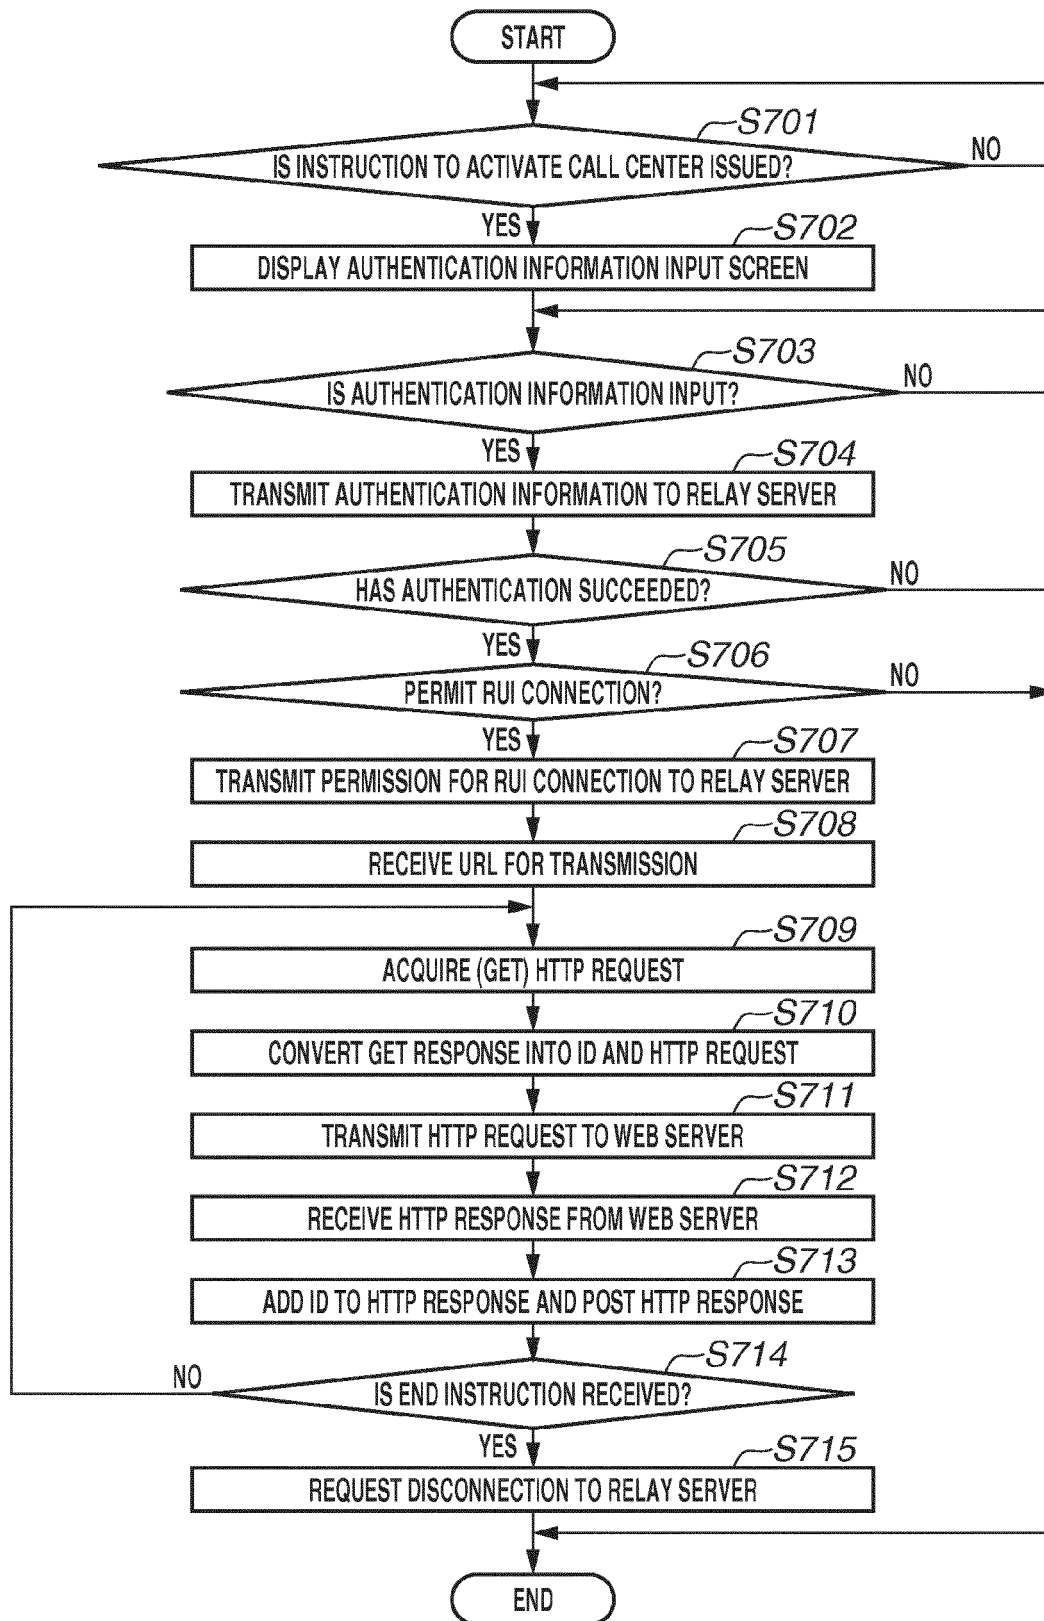 START
S701
IS INSTRUCTION TO ACTIVATE CALL CENTER ISSUED?
NO
YES
S702
DISPLAY AUTHENTICATION INFORMATION INPUT SCREEN
S703
IS AUTHENTICATION INFORMATION INPUT?
NO
YES
S704
TRANSMIT AUTHENTICATION INFORMATION TO RELAY SERVER
S705
HAS AUTHENTICATION SUCCEEDED?
NO
YES
S706
PERMIT RUI CONNECTION?
NO
YES
S707
TRANSMIT PERMISSION FOR RUI CONNECTION TO RELAY SERVER
S708
RECEIVE URL FOR TRANSMISSION
S709
ACQUIRE (GET) HTTP REQUEST
S710
CONVERT GET RESPONSE INTO ID AND HTTP REQUEST
S711
TRANSMIT HTTP REQUEST TO WEB SERVER
S712
RECEIVE HTTP RESPONSE FROM WEB SERVER
S713
ADD ID TO HTTP RESPONSE AND POST HTTP RESPONSE
S714
NO
IS END INSTRUCTION RECEIVED?
YES
S715
REQUEST DISCONNECTION TO RELAY SERVER
END